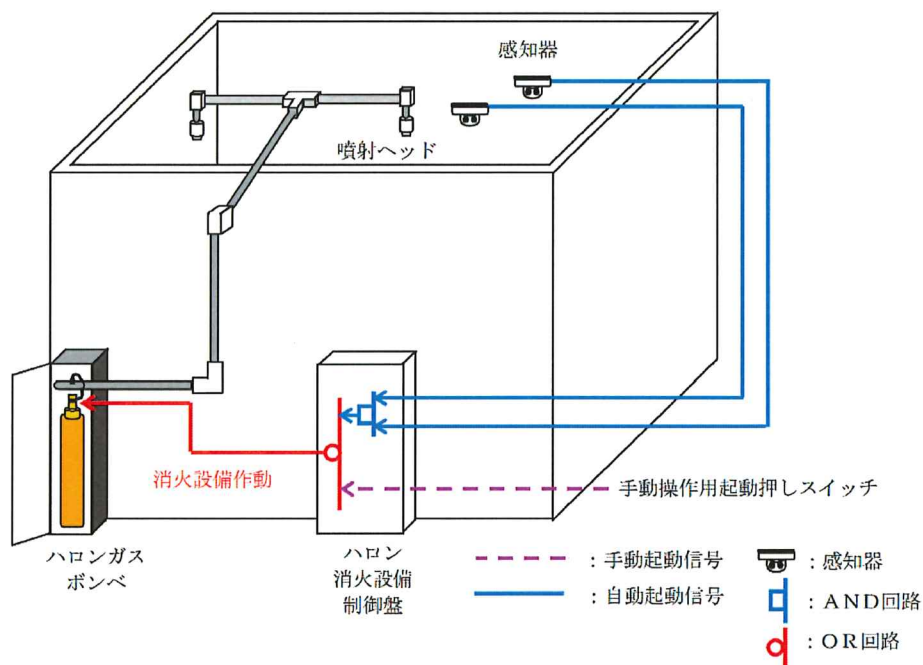 感知器
噴射ヘッド
消火設備作動
手動操作用起動押しスイッチ
ハロンガス
ボンベ
ハロン
消火設備
制御盤
：手動起動信号
：自動起動信号
：感知器
：ＡＮＤ回路
：ＯＲ回路